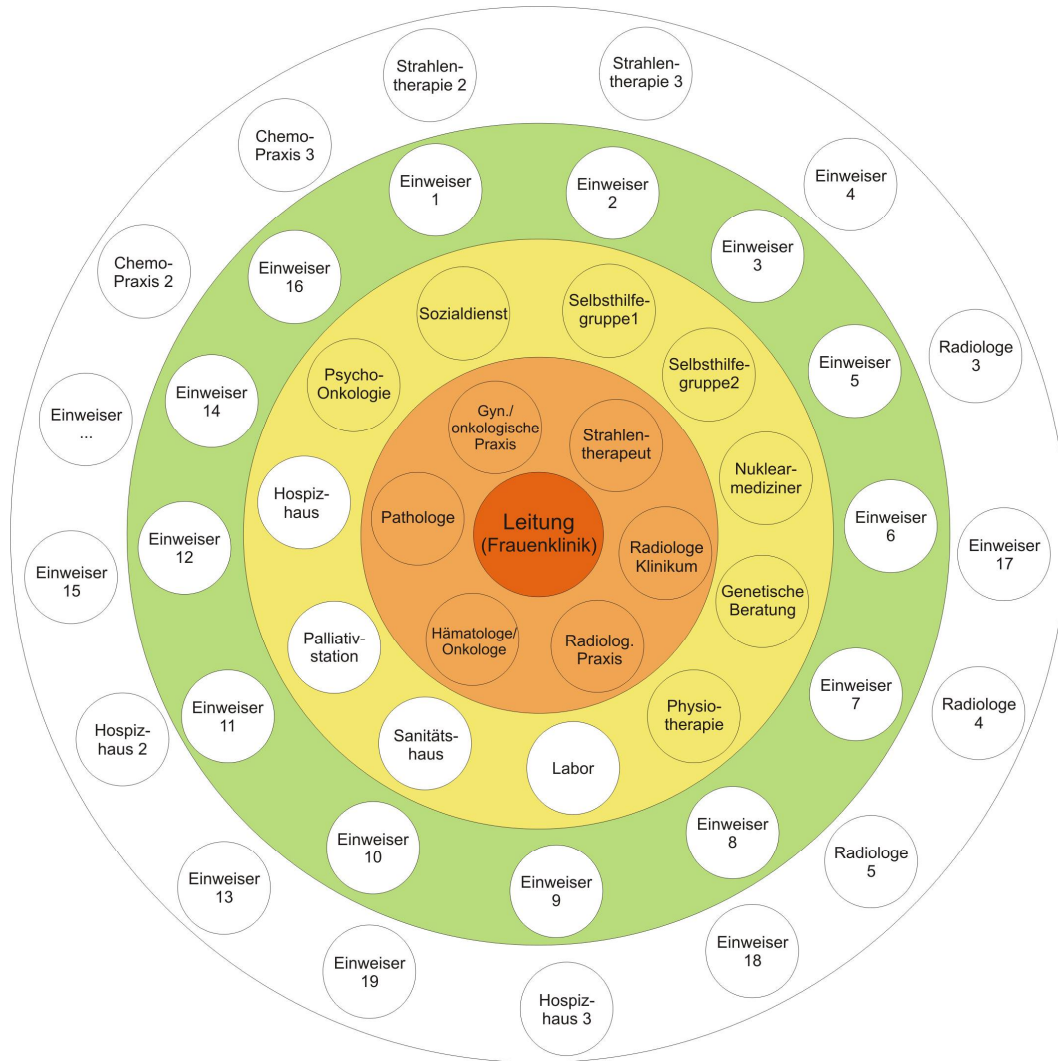 Strahlen-
therapie 2
Strahlen-
therapie 3
Chemo-
Praxis 3
Einweiser
4
Einweiser
1
Einweiser
2
Chemo-
Praxis 2
Einweiser
16
Einweiser
3
Sozialdienst
Selbsthilfe-
gruppe1
Radiologe
3
Einweiser
14
Psycho-
Onkologie
Selbsthilfe-
gruppe2
Einweiser
5
Einweiser
...
Gyn./
onkologische
Praxis
Strahlen-
therapeut
Nuklear-
mediziner
Hospiz-
haus
Pathologe
Leitung
(Frauenklinik)
Einweiser
6
Einweiser
12
Radiologe
Klinikum
Einweiser
17
Einweiser
15
Genetische
Beratung
Palliativ-
station
Hämatologe/
Onkologe
Radiolog.
Praxis
Einweiser
7
Einweiser
11
Physio-
therapie
Radiologe
4
Hospiz-
haus 2
Sanitäts-
haus
Labor
Einweiser
10
Einweiser
8
Radiologe
5
Einweiser
13
Einweiser
9
Einweiser
18
Einweiser
19
Hospiz-
haus 3